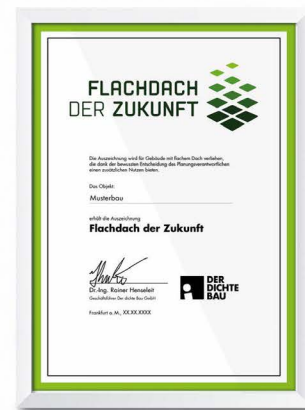 FLACHDACH
DER ZUKUNFT
Die Auszeichnung wird für Gebäude mit flachem Dach verliehen,
die dank der bewussten Entscheidung des Planungsverantwortlichen
einen zusätzlichen Nutzen bieten.
Das Objekt
Musterbau
erhält die Auszeichnung
Flachdach der Zukunft
Dr.-Ing. Rainer Henseleit
Geschäftsführer Der dichte Bau GmbH
DER
DICHTE
BAU
Frankfurt a. M., XX.XX.XXXX